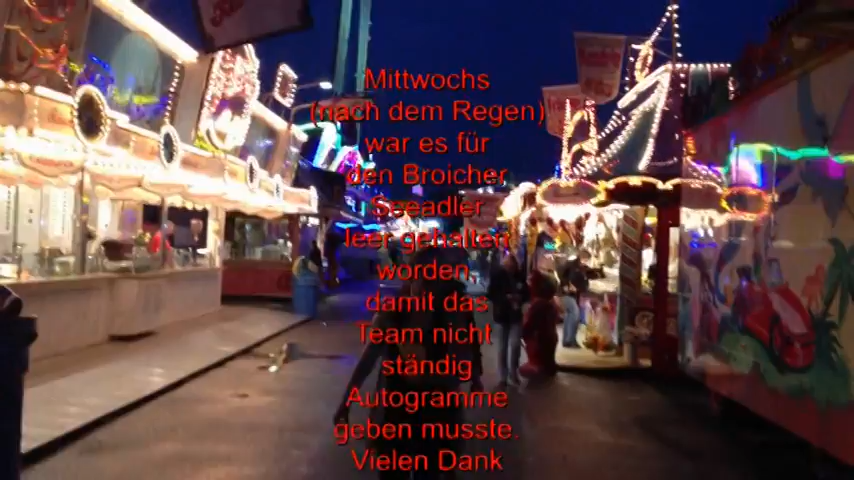 Mittwochs
(nach dem Regen)
war es für
den Broicher
Seeadler
leer gehalten
worden,
damit das
Team nicht
ständig
Autogramme
geben musste.
Vielen Dank